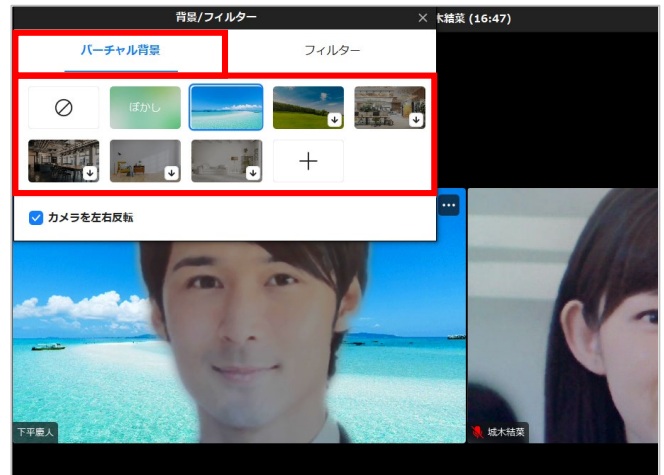 背景/フィルター
木結菜 (16:47)
バーチャル背景
フィルター
ぼかし
カメラを左右反転
下平慶人
城木結菜